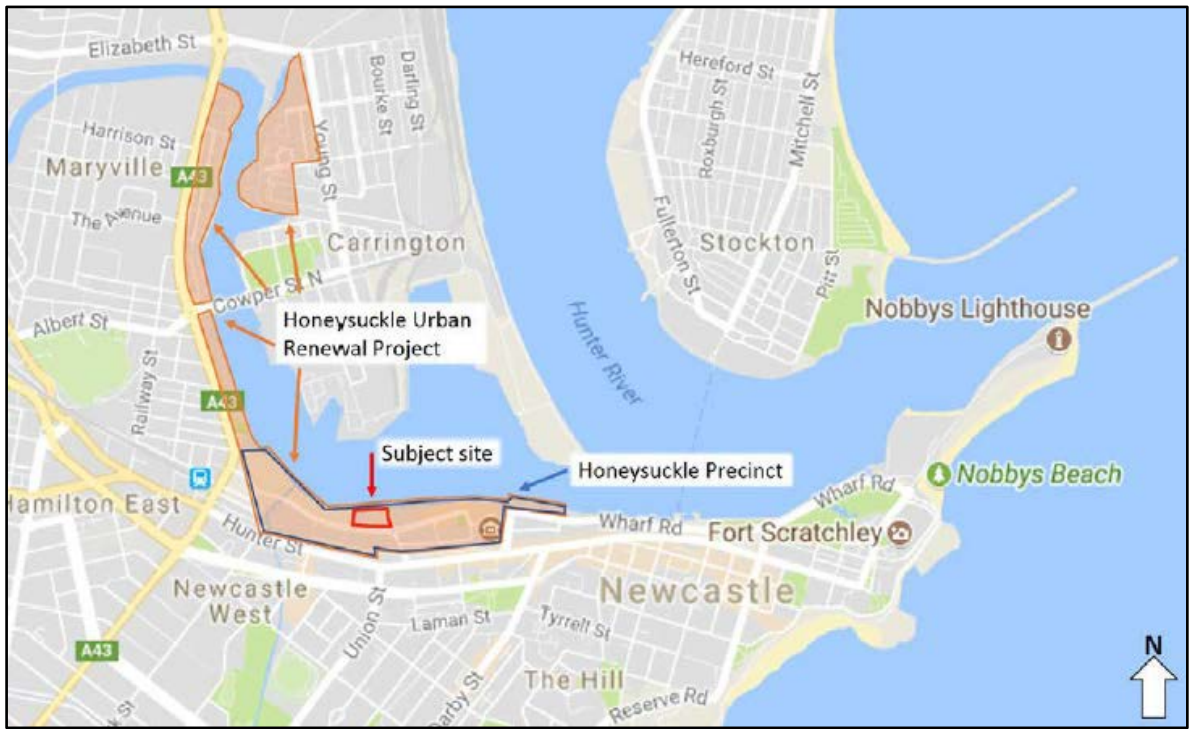 Elizabeth St
Bourke St
Darling St
Hereford St
Roxburgh St
Mitchell St
Harrison St
Maryville
A43
Young St
The Avenue
Carrington
Fullerton St
Stockton
Pitt St
Cowper St N
Honeysuckle Urban
Renewal Project
Albert St
Railway St
Hunter River
Nobbys Lighthouse
A43
Subject site
Honeysuckle Precinct
Nobbys Beach
Hamilton East
Hunter St
Wharf Rd
Wharf Rd
Fort Scratchley
Newcastle
West
Newcastle
Union St
Laman St
Tyrrell St
A43
Darby St
The Hill
Reserve Rd
N